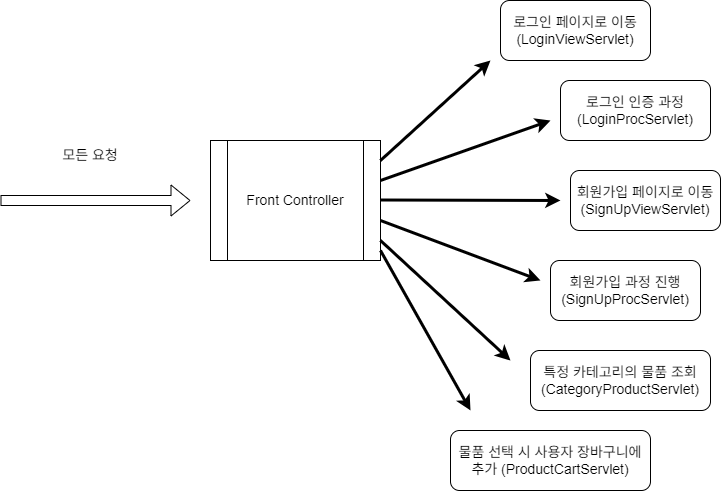 로그인 페이지로 이동
(LoginViewServlet)
로그인 인증 과정
(LoginProcServlet)
모든 요청
Front Controller
회원가입 페이지로 이동
(SignUpViewServlet)
회원가입 과정 진행
(SignUpProcServlet)
특정 카테고리의 물품 조회
(CategoryProductServlet)
물품 선택 시 사용자 장바구니에
추가 (ProductCartServlet)